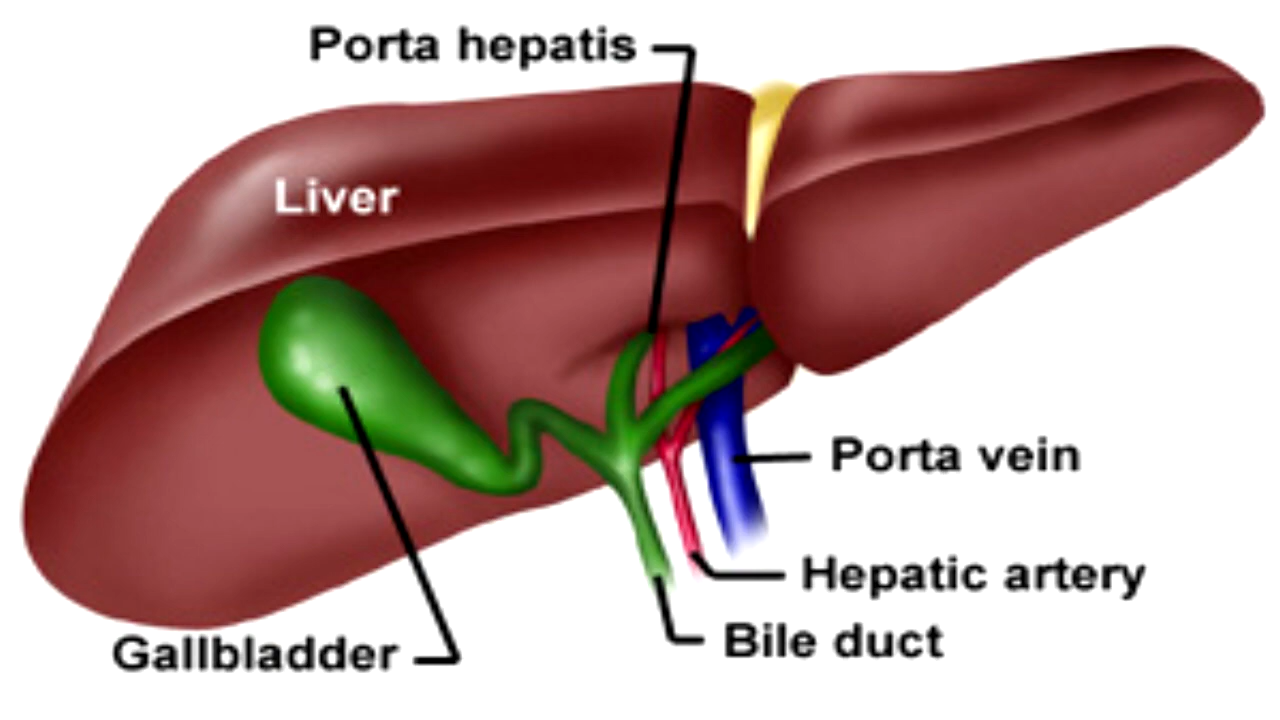 Porta hepatis
Liver
Porta vein
Hepatic artery
Bile duct
Gallbladder